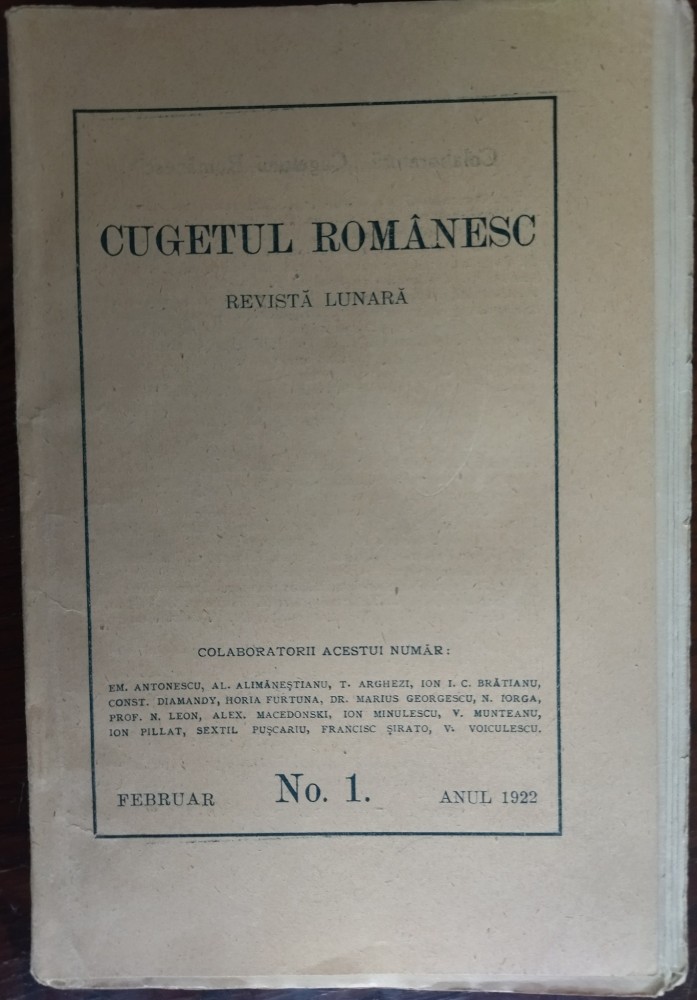 CUGETUL ROMÂNESC
REVISTĂ LUNARĂ
COLABORATORII ACESTUI NUMĂR:
EM. ANTONESCU, AL. ALIMĂNEȘTIANU, T. ARGHEZI, ION I. C. BRĂTIANU,
CONST. DIAMANDY, HORIA FURTUNA, DR. MARIUS GEORGESCU, N. IORGA,
PROF. N. LEON, ALEX. MACEDONSKI, ION MINULESCU, V. MUNTEANU,
ION PILLAT, SEXTIL PUȘCARIU, FRANCISC ȘIRATO, V. VOICULESCU.
FEBRUAR No. 1. ANUL 1922